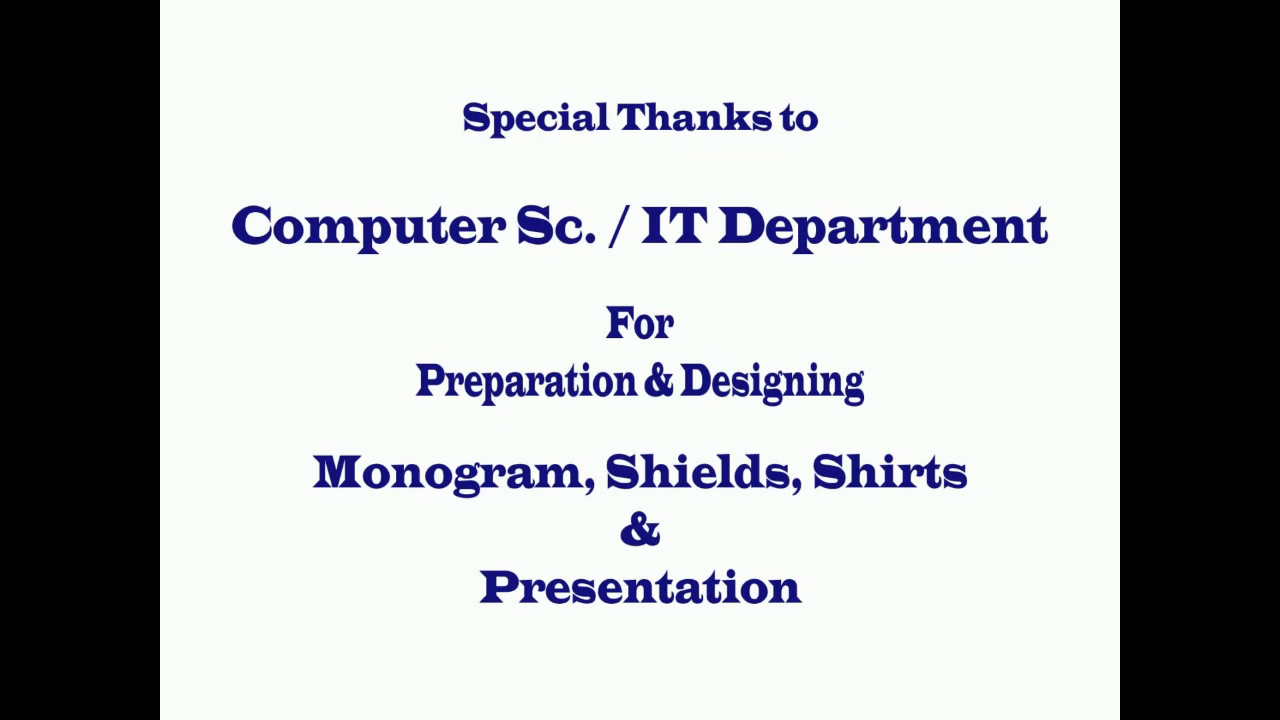 Special Thanks to
Computer Sc. / IT Department
For
Preparation & Designing
Monogram, Shields, Shirts
&
Presentation